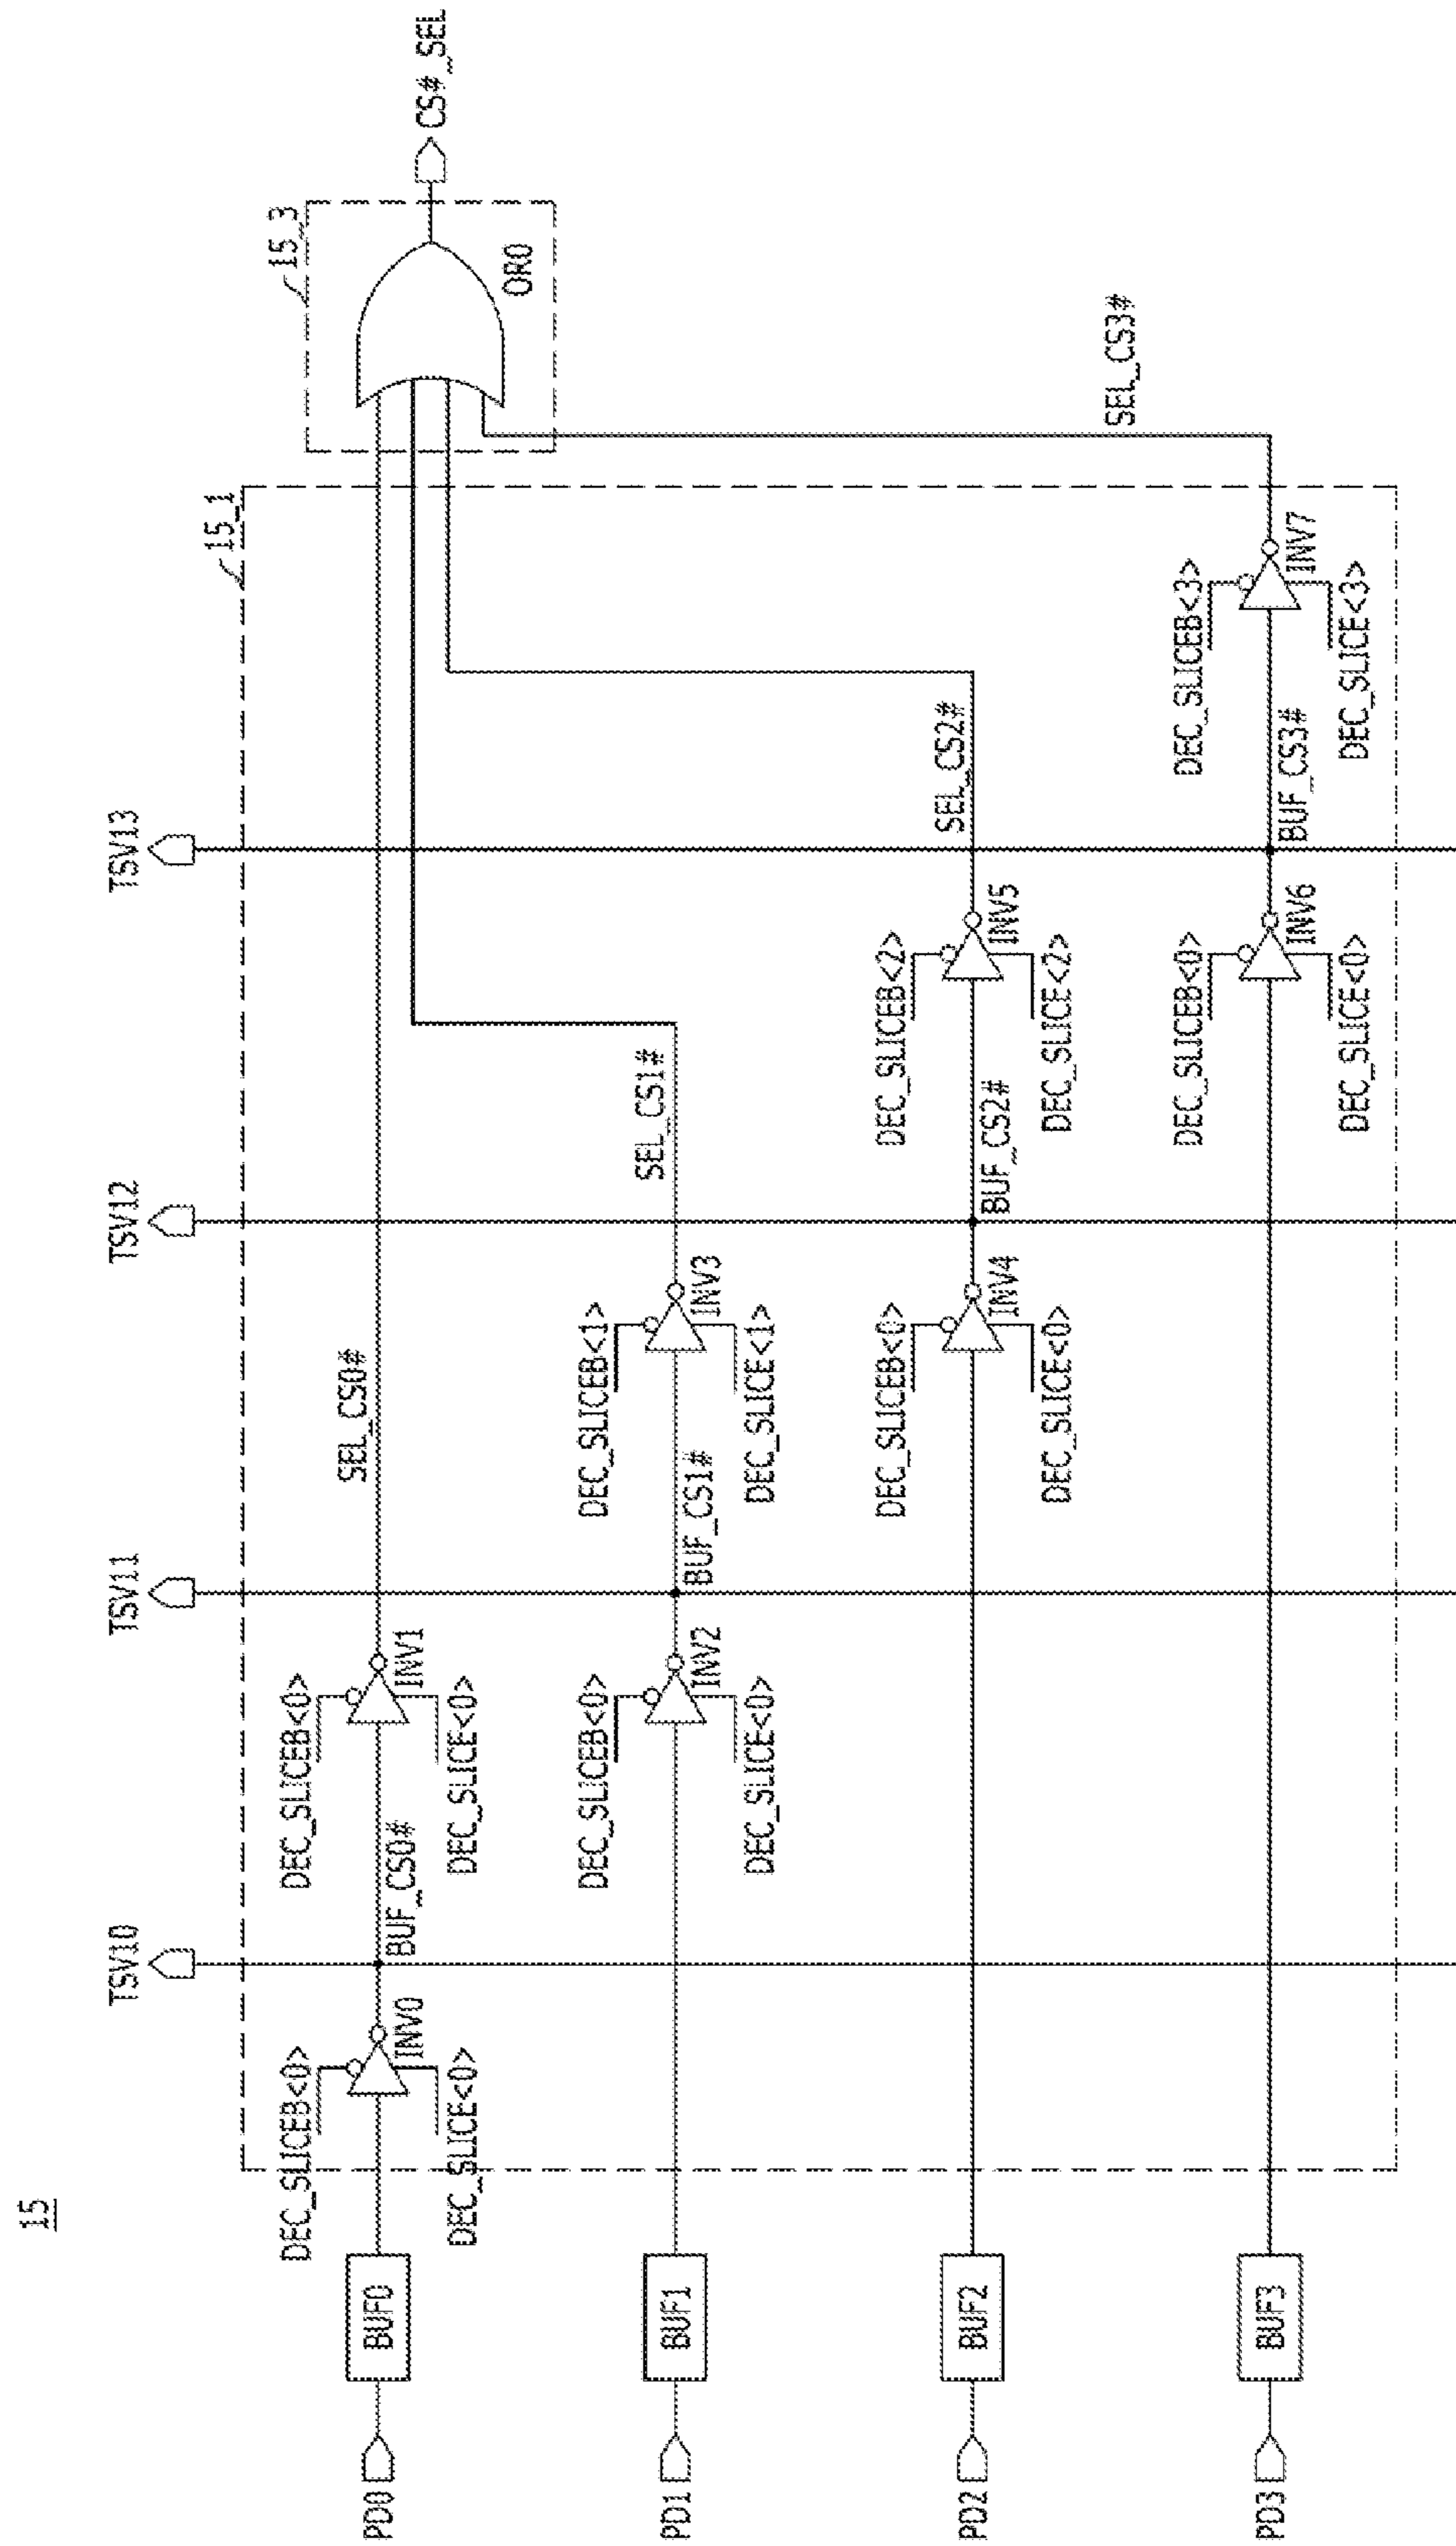 15
TSV10
TSV11
TSV12
TSV13
15_1
15_3
PD0
BUF0
DEC_SLICEB<0>
INV0
DEC_SLICE<0>
BUF_CS0#
DEC_SLICEB<0>
INV1
DEC_SLICE<0>
SEL_CS0#
OR0
CS#_SEL
PD1
BUF1
DEC_SLICEB<0>
INV2
DEC_SLICE<0>
BUF_CS1#
DEC_SLICEB<1>
INV3
DEC_SLICE<1>
SEL_CS1#
PD2
BUF2
DEC_SLICEB<0>
INV4
DEC_SLICE<0>
BUF_CS2#
DEC_SLICEB<2>
INV5
DEC_SLICE<2>
SEL_CS2#
PD3
BUF3
DEC_SLICEB<0>
INV6
DEC_SLICE<0>
BUF_CS3#
DEC_SLICEB<3>
INV7
DEC_SLICE<3>
SEL_CS3#